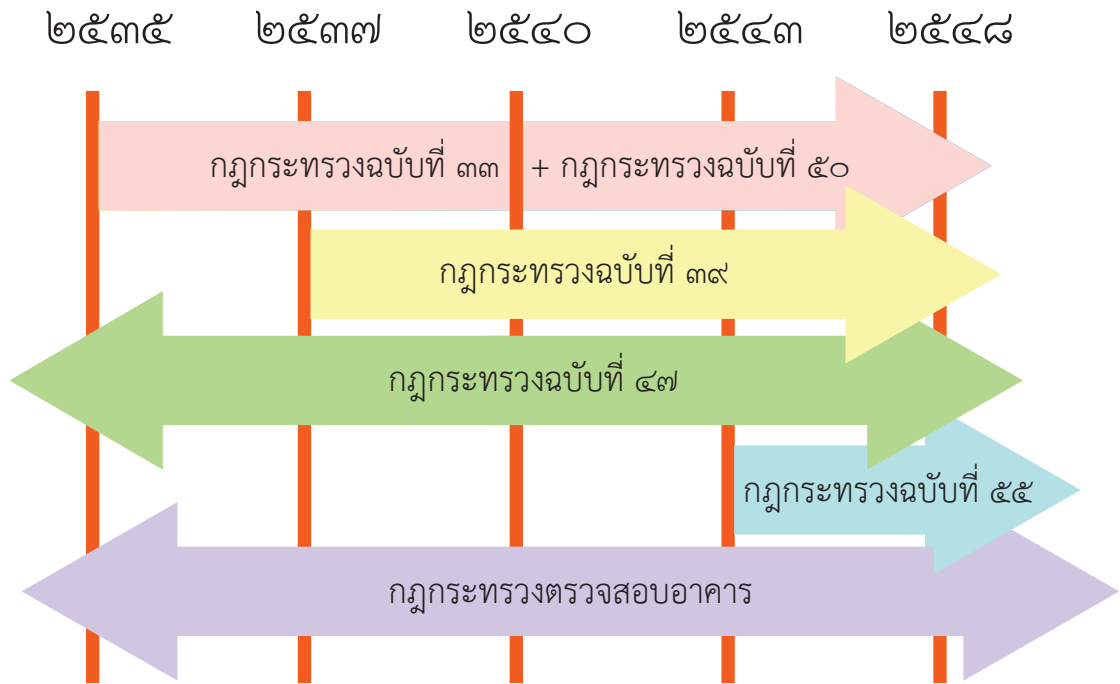 ๒๕๓๕ ๒๕๓๗ ๒๕๔๐ ๒๕๔๓ ๒๕๔๘
กฎกระทรวงฉบับที่ ๓๓ + กฎกระทรวงฉบับที่ ๕๐
กฎกระทรวงฉบับที่ ๓๙
กฎกระทรวงฉบับที่ ๔๗
กฎกระทรวงฉบับที่ ๕๕
กฎกระทรวงตรวจสอบอาคาร